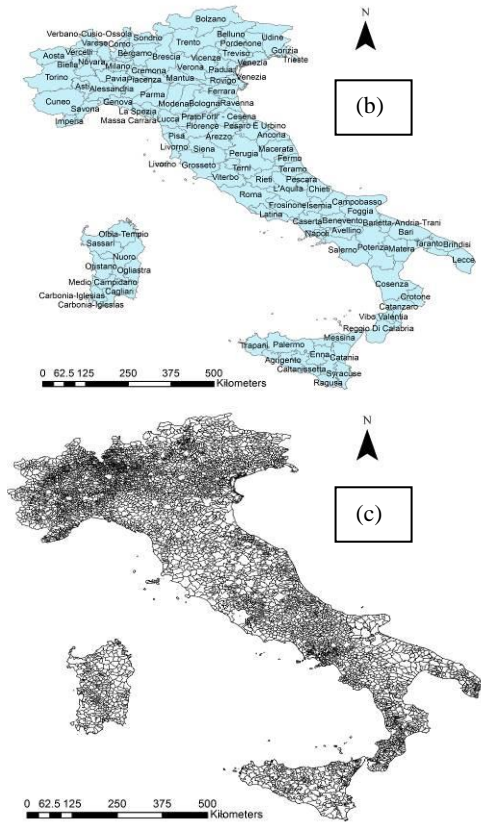 N
(b)
Bolzano
Verbano-Cusio-Ossola
Sondrio
Belluno
Varese
Como
Trento
Pordenone
Udine
Aosta
Vercelli
Bergamo
Treviso
Gorizia
Biella
Brescia
Vicenza
Trieste
Novara
Milano
Verona
Venezia
Torino
Cremona
Padua
Venezia
Pavia
Piacenza
Mantua
Rovigo
Asti
Alessandria
Ferrara
Parma
Cuneo
Genova
Modena
Bologna
Ravenna
Savona
La Spezia
Forlì - Cesena
Imperia
Massa Carrara
Lucca
Prato
Florence
Pesaro E Urbino
Pisa
Arezzo
Ancona
Livorno
Siena
Macerata
Perugia
Fermo
Livorno
Grosseto
Terni
Teramo
Viterbo
Rieti
Pescara
L'Aquila
Chieti
Roma
Frosinone
Isernia
Campobasso
Foggia
Latina
Caserta
Benevento
Barletta-Andria-Trani
Bari
Napoli
Avellino
Olbia-Tempio
Salerno
Potenza
Matera
Taranto
Brindisi
Sassari
Lecce
Nuoro
Oristano
Ogliastra
Cosenza
Medio Campidano
Crotone
Cagliari
Catanzaro
Carbonia-Iglesias
Carbonia-Iglesias
Vibo Valentia
Reggio Di Calabria
Messina
Trapani
Palermo
Enna
Catania
Agrigento
Caltanissetta
Syracuse
Ragusa
0 62.5 125 250 375 500
Kilometers
N
(c)
0 62.5 125 250 375 500
Kilometers